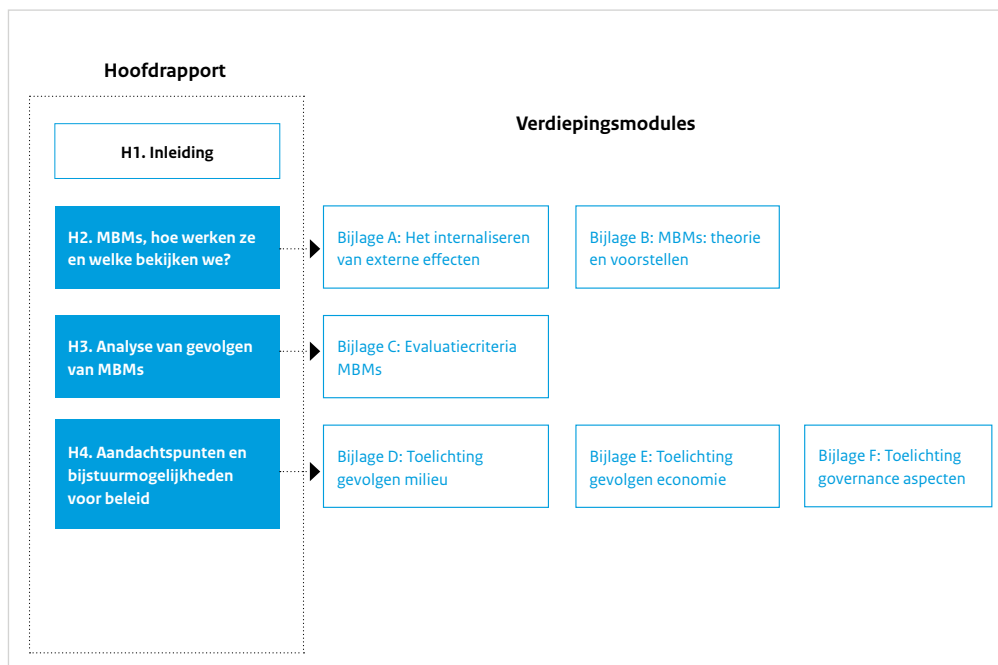 Hoofdrapport
Verdiepingsmodules
H1. Inleiding
H2. MBMs, hoe werken ze
en welke bekijken we?
Bijlage A: Het internaliseren
van externe effecten
Bijlage B: MBMs: theorie
en voorstellen
H3. Analyse van gevolgen
van MBMs
Bijlage C: Evaluatiecriteria
MBMs
H4. Aandachtspunten en
bijstuurmogelijkheden
voor beleid
Bijlage D: Toelichting
gevolgen milieu
Bijlage E: Toelichting
gevolgen economie
Bijlage F: Toelichting
governance aspecten